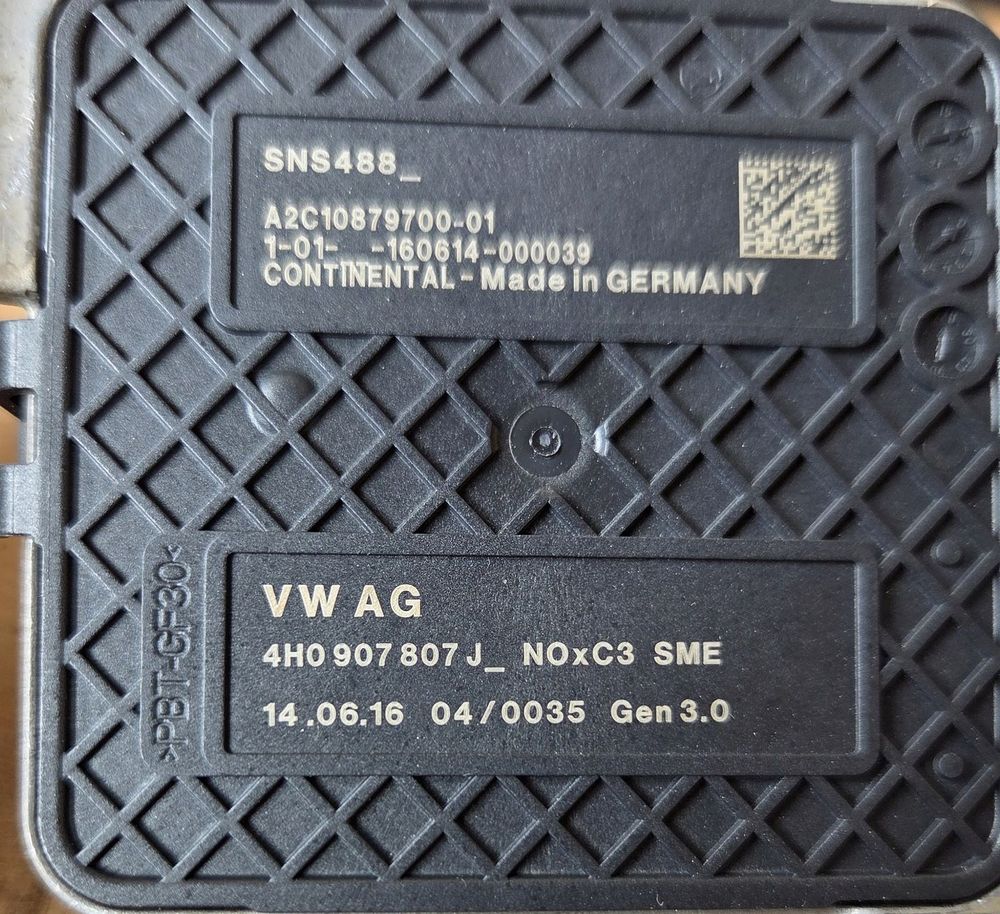 SNS488_
A2C10879700-01
1-01-__-160614-000039
CONTINENTAL - Made in GERMANY
VW AG
4H0 907 807 J_ NOxC3 SME
14.06.16 04/0035 Gen 3.0
>PBT-GF30<